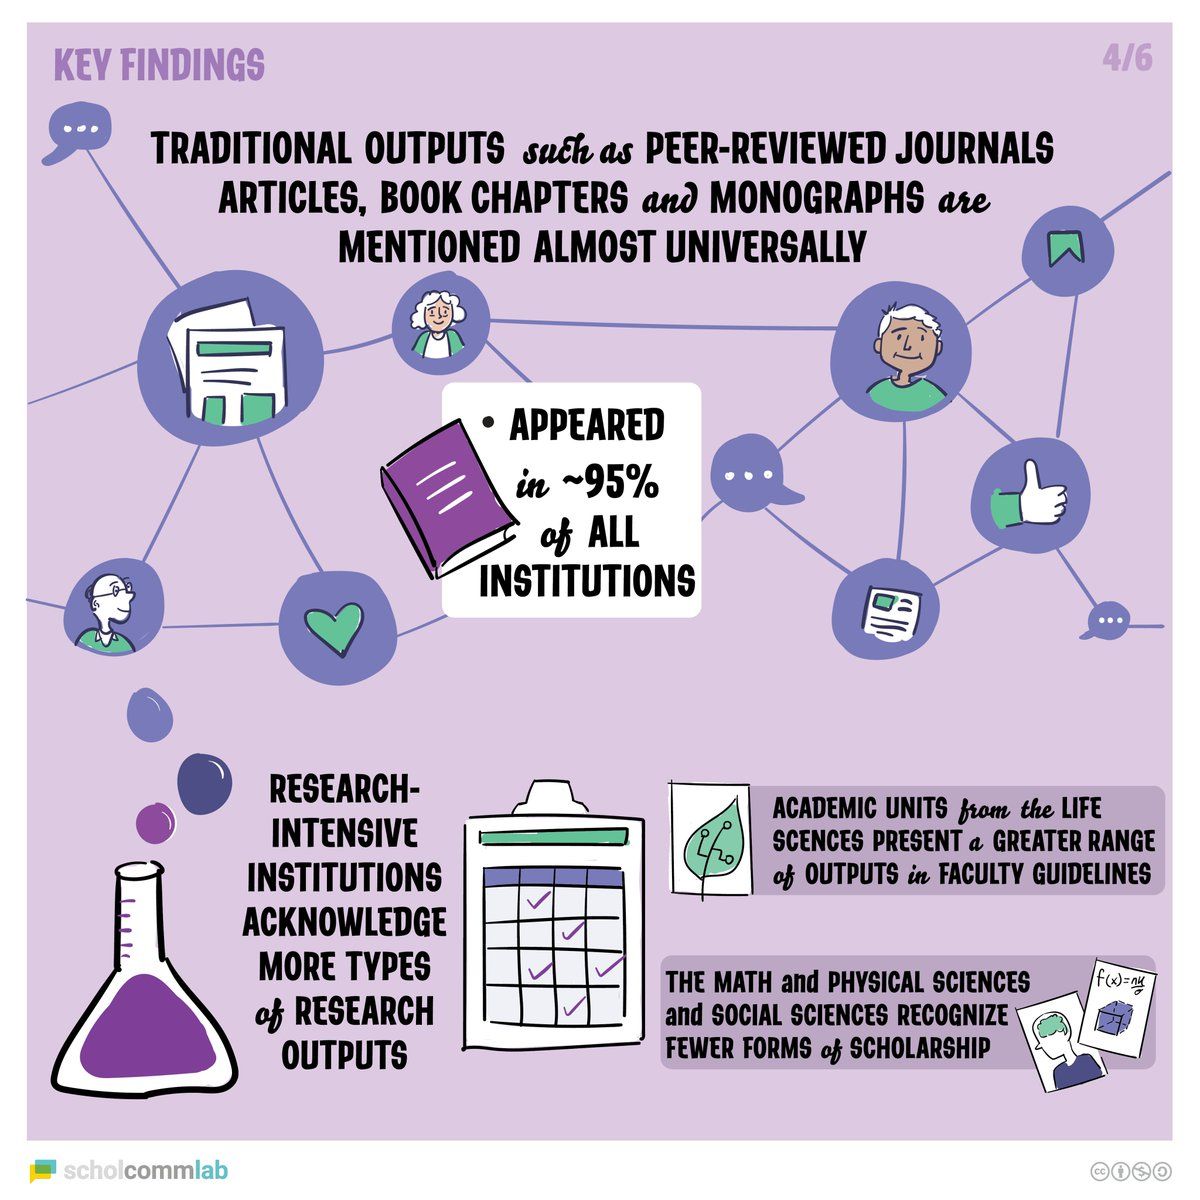 KEY FINDINGS
4/6
TRADITIONAL OUTPUTS such as PEER-REVIEWED JOURNALS
ARTICLES, BOOK CHAPTERS and MONOGRAPHS are
MENTIONED ALMOST UNIVERSALLY
• APPEARED
in ~95%
of ALL
INSTITUTIONS
RESEARCH-
INTENSIVE
INSTITUTIONS
ACKNOWLEDGE
MORE TYPES
of RESEARCH
OUTPUTS
ACADEMIC UNITS from the LIFE
SCENCES PRESENT a GREATER RANGE
of OUTPUTS in FACULTY GUIDELINES
THE MATH and PHYSICAL SCIENCES
and SOCIAL SCIENCES RECOGNIZE
FEWER FORMS of SCHOLARSHIP
scholcommlab
cc